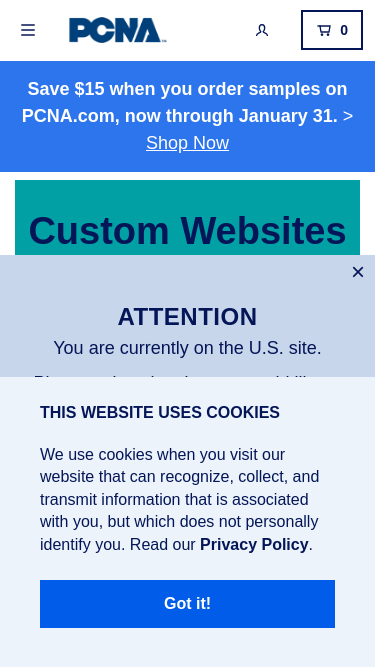 PCNA
0
Save $15 when you order samples on
PCNA.com, now through January 31. >
Shop Now
Custom Websites
ATTENTION
You are currently on the U.S. site.
THIS WEBSITE USES COOKIES
We use cookies when you visit our
website that can recognize, collect, and
transmit information that is associated
with you, but which does not personally
identify you. Read our Privacy Policy.
Got it!